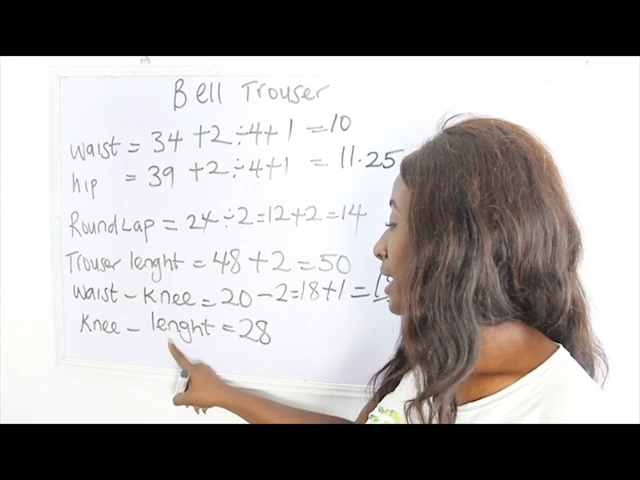 Bell Trouser
waist = 34 +2 ÷4+1 =10
hip = 39 +2 ÷4+1 = 11.25
Round Lap = 24 ÷2=12+2=14
Trouser lenght = 48 +2 =50
waist - knee = 20 -2=18+1=
knee - lenght = 28